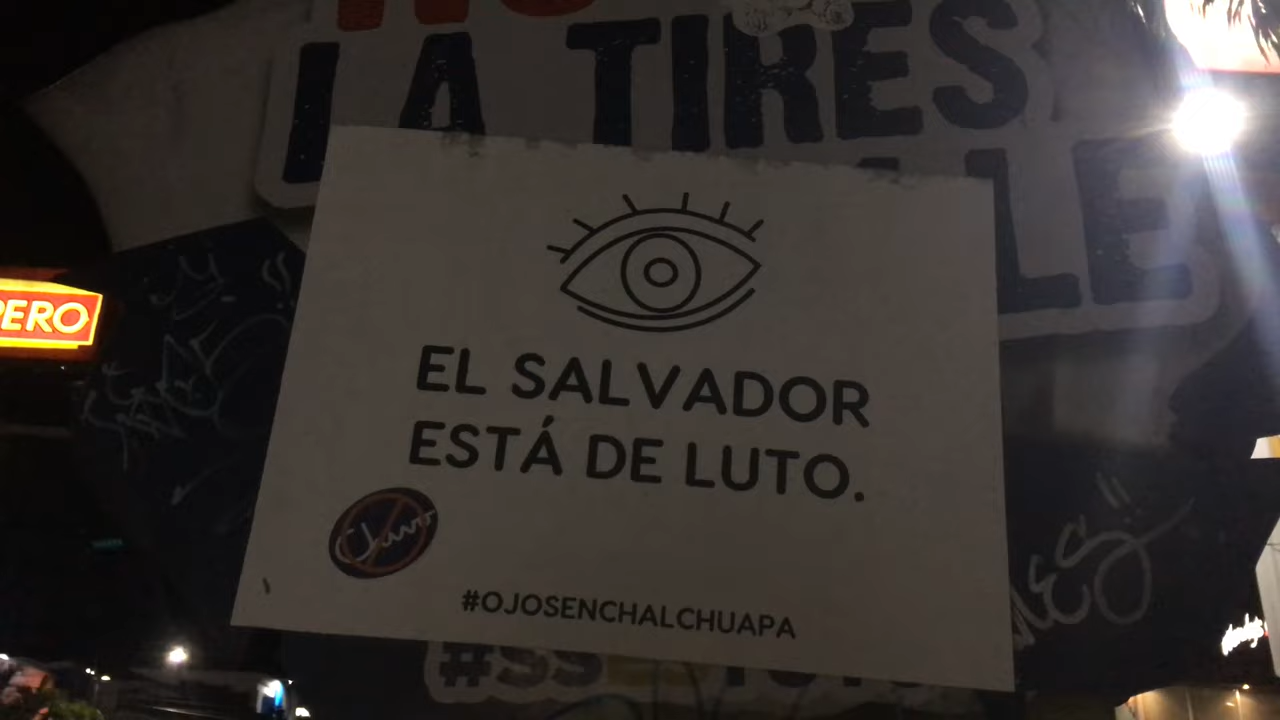 LA TIRES
PERO
EL SALVADOR
ESTÁ DE LUTO.
#OJOSENCHALCHUAPA